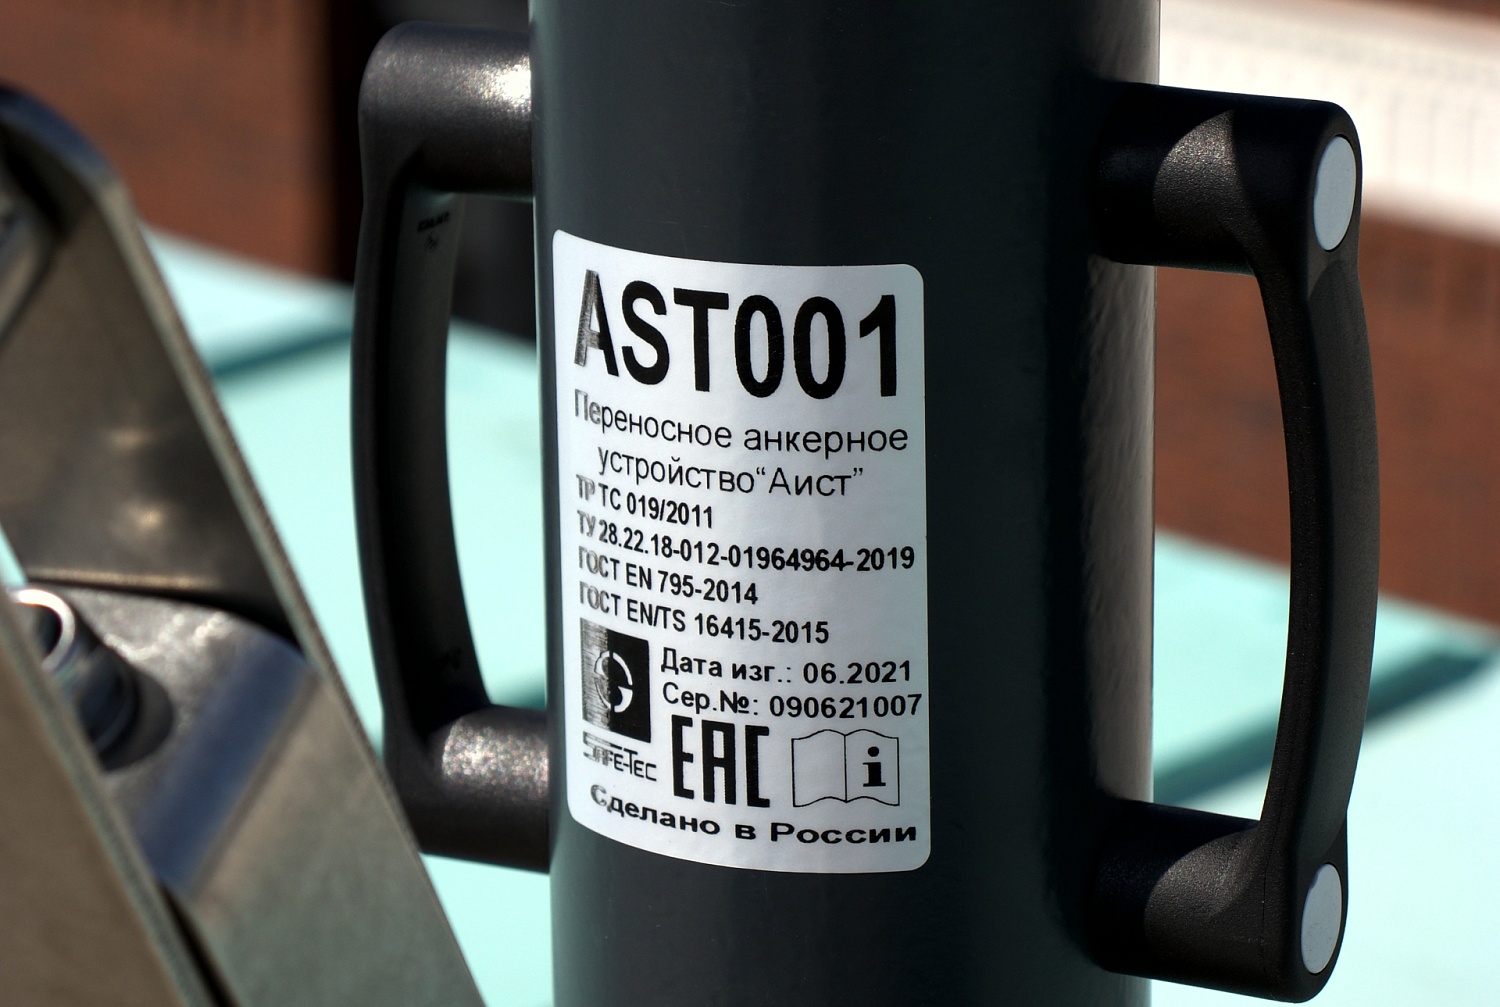 AST001
Переносное анкерное
устройство“Аист”
ТР ТС 019/2011
ТУ 28.22.18-012-01964964-2019
ГОСТ EN 795-2014
ГОСТ EN/TS 16415-2015
Дата изг.: 06.2021
Сер.№: 090621007
SAFE-TEC
EAC
i
Сделано в России